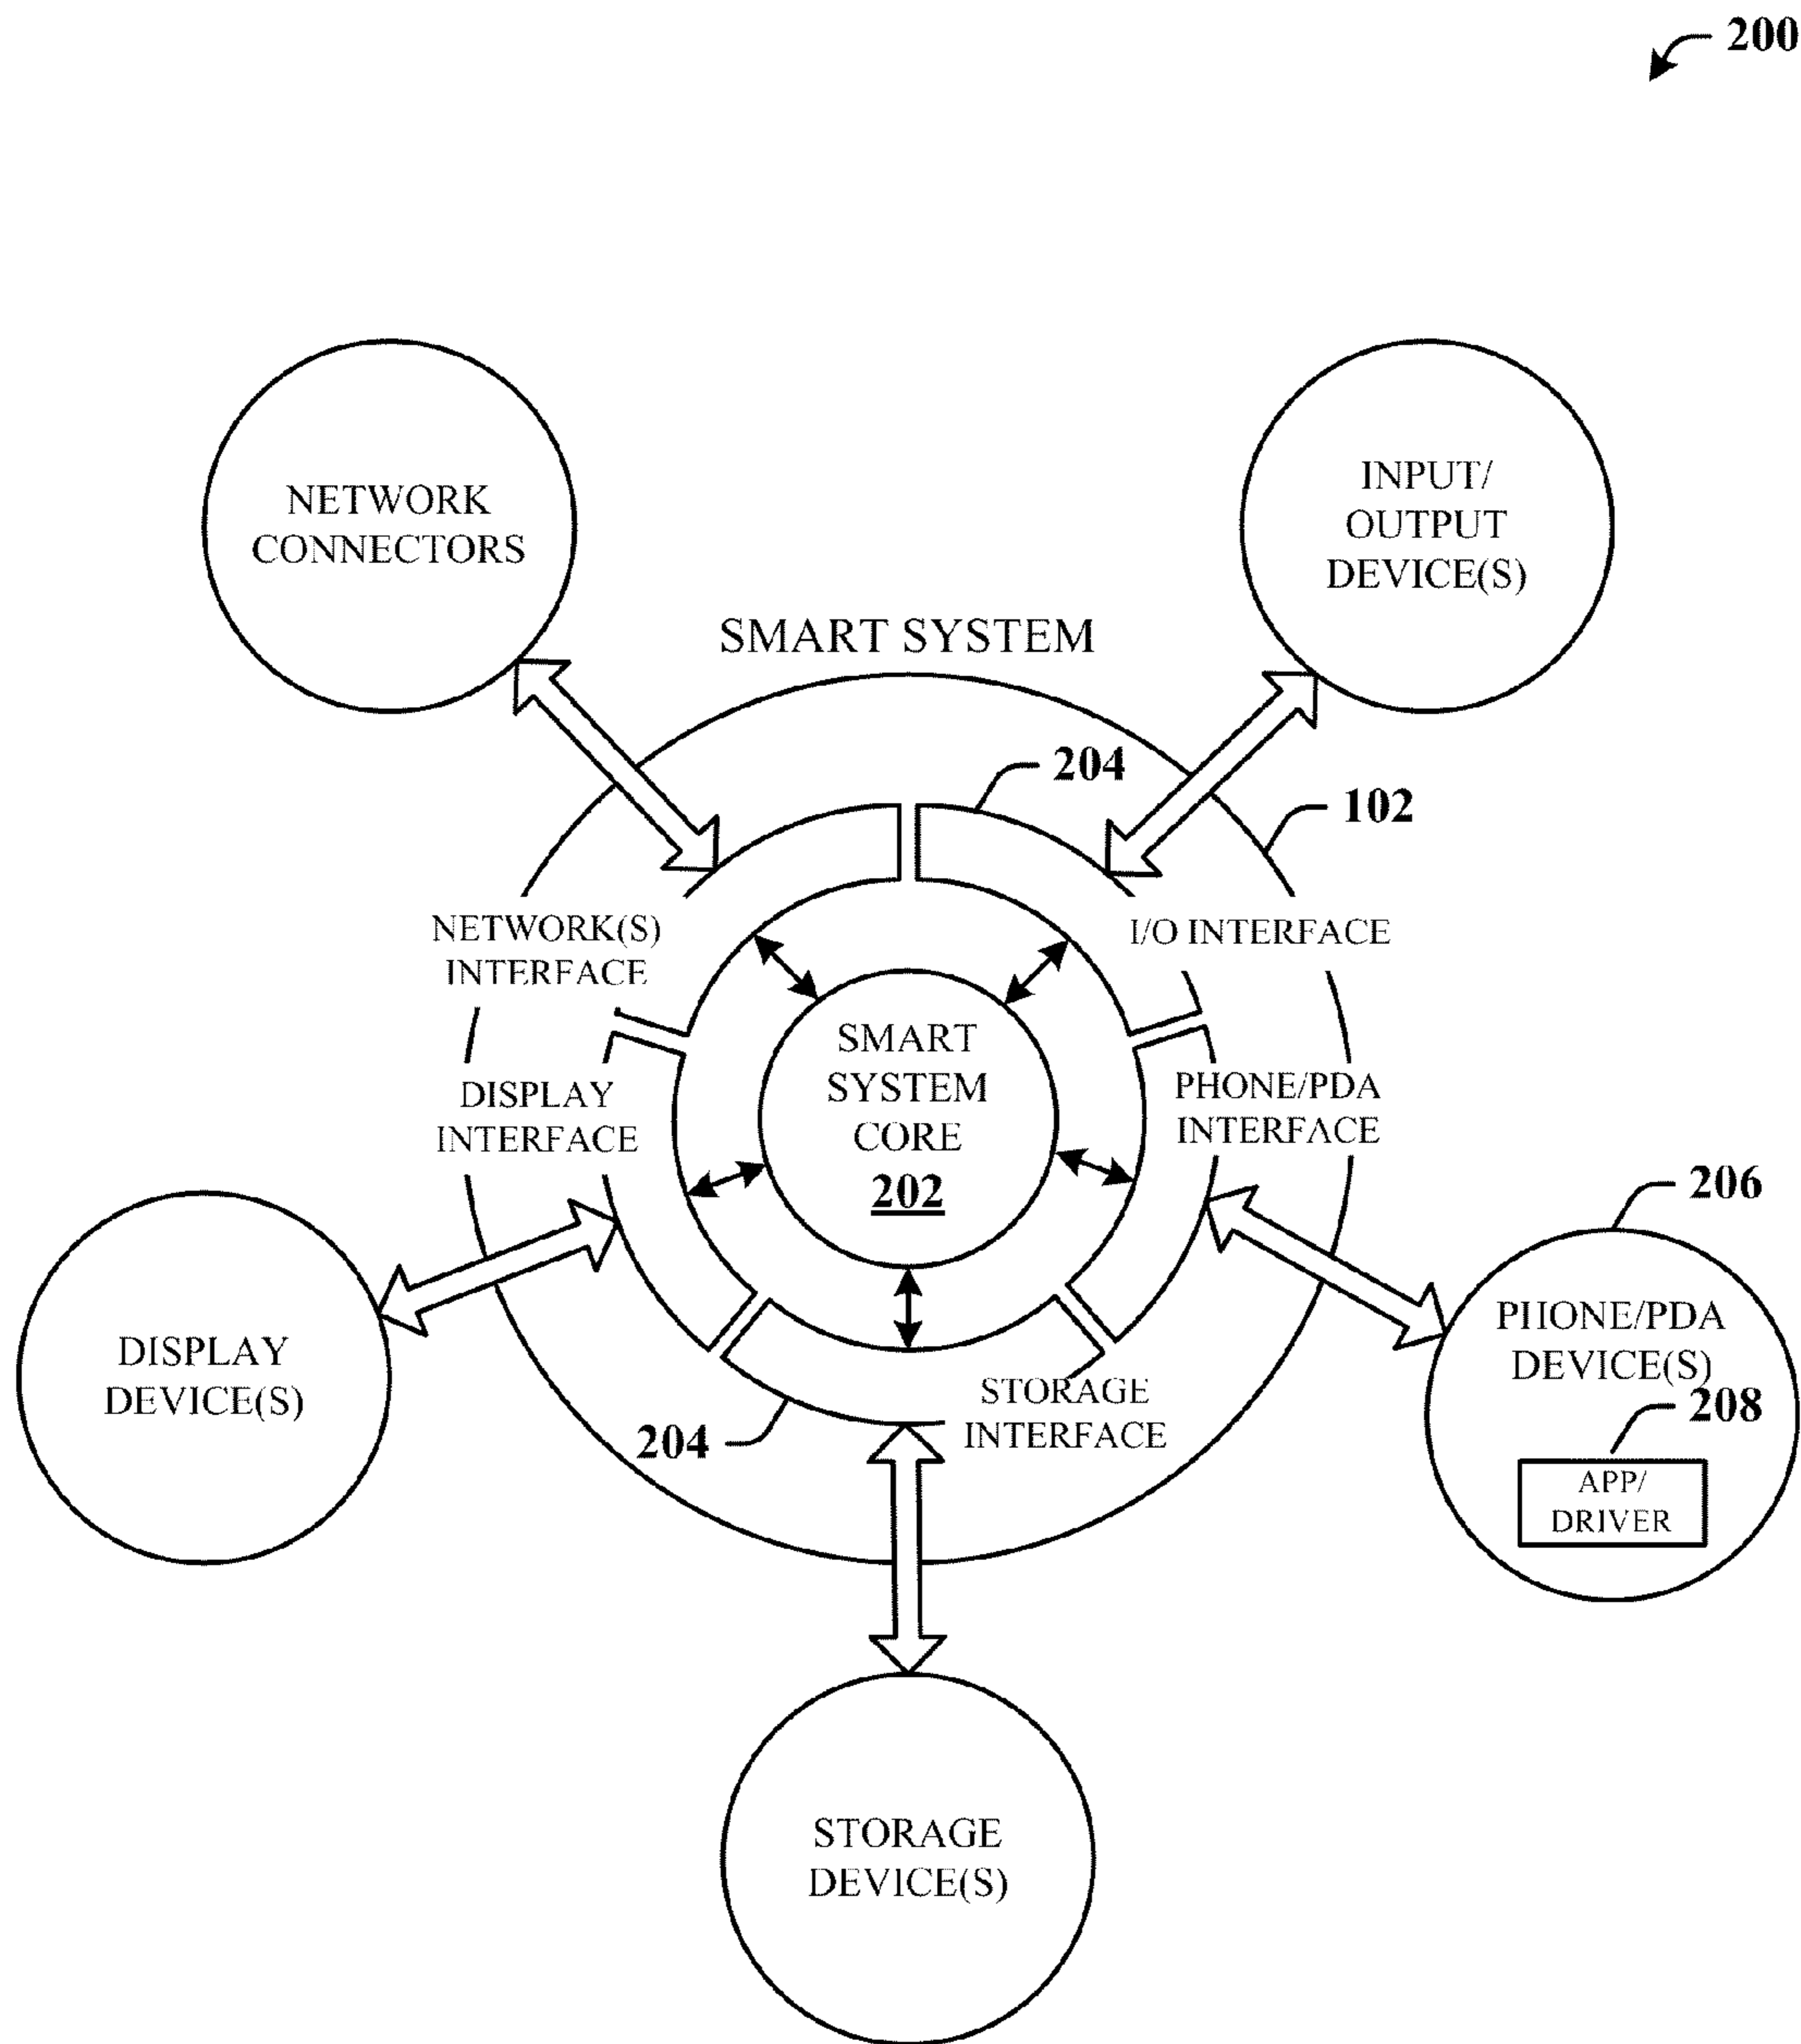 200
NETWORK
CONNECTORS
INPUT/
OUTPUT
DEVICE(S)
SMART SYSTEM
204
102
NETWORK(S)
INTERFACE
I/O INTERFACE
SMART
SYSTEM
CORE
202
DISPLAY
INTERFACE
PHONE/PDA
INTERFACE
206
DISPLAY
DEVICE(S)
PHONE/PDA
DEVICE(S)
208
APP/
DRIVER
204
STORAGE
INTERFACE
STORAGE
DEVICE(S)